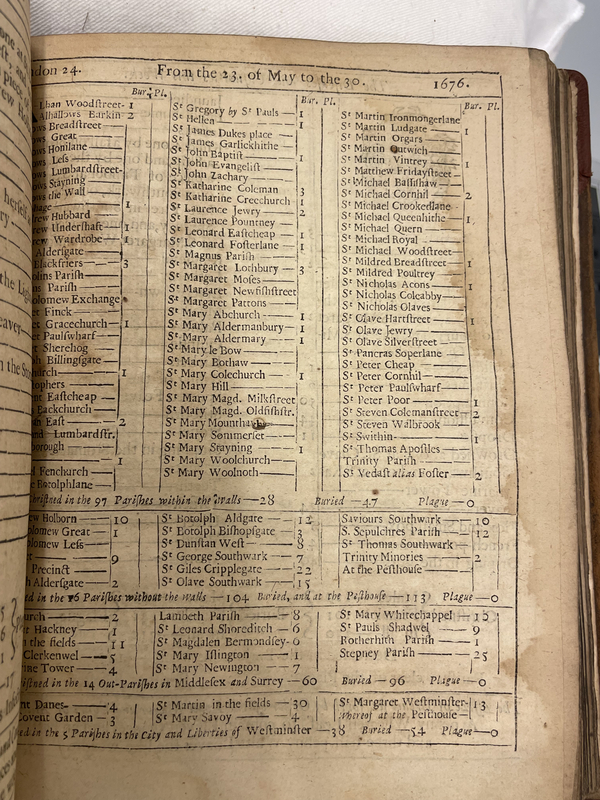 London 24. From the 23. of May to the 30. 1676.
Bur. Pl.
Bur. Pl.
Bur. Pl.
Lban Woodſtreet- 1
Alhallows Barkin- 2
Breadſtreet
Great
Honilane
Leſs
Lumbardſtreet-
Stayning
the Wall
1
Hubbard
Underſhaft — 1
Wardrobe — 1
Alderſgate
Blackfriers — 3
Pariſh
Pariſh
Exchange
Finck
Gracechurch — 1
Paulſwharf
Sherehog
Billingſgate
1
Eaſtcheap
Eaſt — 2
Lumbardſtr.
1
Fenchurch
Botolphlane
Sᵗ Gregory by Sᵗ Pauls — 1
Sᵗ Hellen — 1
Sᵗ James Dukes place
Sᵗ James Garlickhithe
Sᵗ John Baptiſt — 1
Sᵗ John Evangeliſt
Sᵗ John Zachary
Sᵗ Katharine Coleman — 3
Sᵗ Katharine Creechurch — 1
Sᵗ Laurence Jewry — 2
Sᵗ Laurence Pountney
Sᵗ Leonard Eaſtcheap — 1
Sᵗ Leonard Foſterlane — 1
Sᵗ Magnus Pariſh
Sᵗ Margaret Lothbury — 3
Sᵗ Margaret Moſes
Sᵗ Margaret Newfiſhſtreet
Sᵗ Margaret Pattons
Sᵗ Mary Abchurch — 1
Sᵗ Mary Aldermanbury — 1
Sᵗ Mary Aldermary — 1
Sᵗ Mary le Bow
Sᵗ Mary Bothaw
Sᵗ Mary Colechurch — 1
Sᵗ Mary Hill
Sᵗ Mary Magd. Milkſtreet
Sᵗ Mary Magd. Oldfiſhſtr.
Sᵗ Mary Mounthaw
Sᵗ Mary Sommerſet
Sᵗ Mary Stayning — 1
Sᵗ Mary Woolchurch
Sᵗ Mary Woolnoth
Sᵗ Martin Ironmongerlane
Sᵗ Martin Ludgate — 1
Sᵗ Martin Orgars
Sᵗ Martin Outwich
Sᵗ Martin Vintrey — 1
Sᵗ Matthew Fridayſtreet
Sᵗ Michael Baſſiſhaw
Sᵗ Michael Cornhil — 2
Sᵗ Michael Crookedlane
Sᵗ Michael Queenhithe — 1
Sᵗ Michael Quern
Sᵗ Michael Royal
Sᵗ Michael Woodſtreet
Sᵗ Mildred Breadſtreet — 1
Sᵗ Mildred Poultrey
Sᵗ Nicholas Acons — 1
Sᵗ Nicholas Coleabby
Sᵗ Nicholas Olaves
Sᵗ Olave Hartſtreet — 1
Sᵗ Olave Jewry
Sᵗ Olave Silverſtreet
Sᵗ Pancras Soperlane
Sᵗ Peter Cheap
Sᵗ Peter Cornhil
Sᵗ Peter Paulſwharf
Sᵗ Peter Poor — 1
Sᵗ Steven Colemanſtreet — 2
Sᵗ Steven Walbrook
Sᵗ Swithin — 1
Sᵗ Thomas Apoſtles
Trinity Pariſh
Sᵗ Vedaſt alias Foſter — 2
in the 97 Pariſhes within the Walls — 28 Buried — 47 Plague — 0
Holborn — 10
Great — 1
Leſs
9
Precinct
Alderſgate — 2
Sᵗ Botolph Aldgate — 12
Sᵗ Botolph Biſhopſgate — 3
Sᵗ Dunſtan Weſt — 8
Sᵗ George Southwark — 7
Sᵗ Giles Cripplegate — 22
Sᵗ Olave Southwark — 15
Saviours Southwark — 10
S. Sepulchres Pariſh — 12
Sᵗ Thomas Southwark
Trinity Minories — 2
At the Peſthouſe
in the 16 Pariſhes without the Walls — 104 Buried, and at the Peſthouſe — 113 Plague — 0
2
Hackney — 1
the fields — 11
Clerkenwel — 5
Tower — 4
Lambeth Pariſh — 8
Sᵗ Leonard Shoreditch — 6
Sᵗ Magdalen Bermondſey- 6
Sᵗ Mary Iſlington — 1
Sᵗ Mary Newington — 7
Sᵗ Mary Whitechappel
Sᵗ Pauls Shadwel — 9
Rotherhith Pariſh — 1
Stepney Pariſh — 25
in the 14 Out-Pariſhes in Middleſex and Surrey — 60 Buried — 96 Plague — 0
Danes — 4
Covent Garden — 3
Sᵗ Martin in the fields — 30
Sᵗ Mary Savoy — 4
Sᵗ Margaret Weſtminſter- 13
whereof at the Peſthouſe
in the 5 Pariſhes in the City and Liberties of Weſtminſter — 38 Buried — 54 Plague — 0